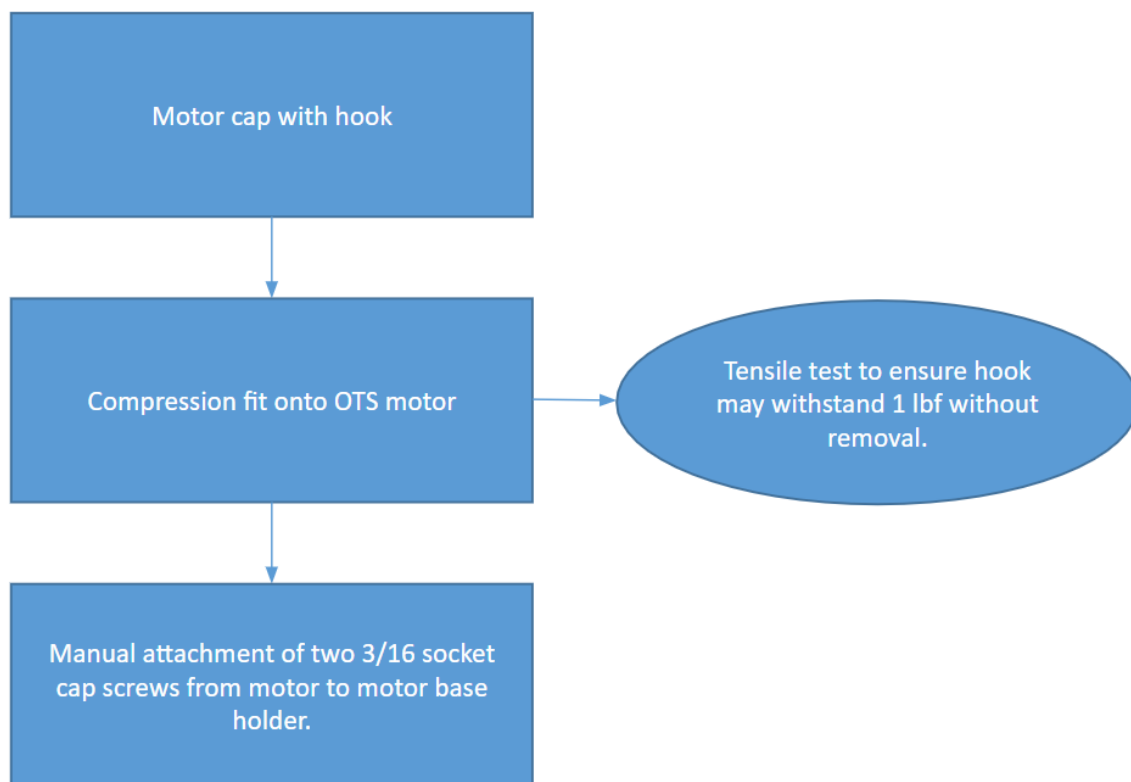 Motor cap with hook
Compression fit onto OTS motor
Tensile test to ensure hook
may withstand 1 lbf without
removal.
Manual attachment of two 3/16 socket
cap screws from motor to motor base
holder.